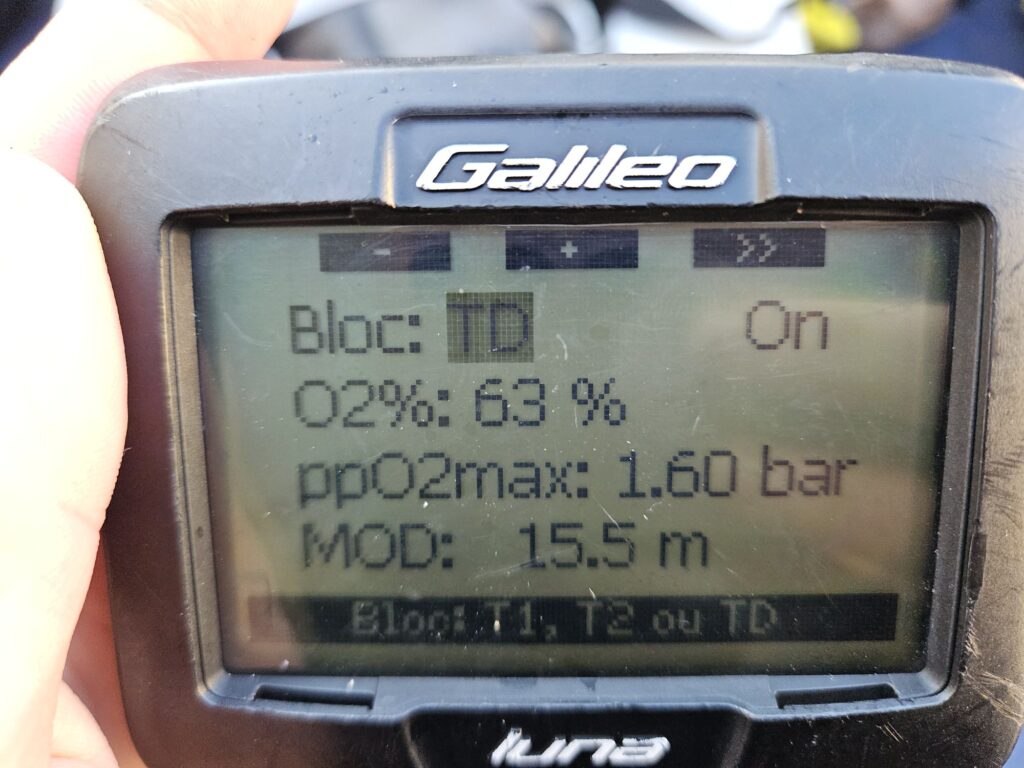 Galileo
- + >>
Bloc: TD On
O2%: 63 %
ppO2max: 1.60 bar
MOD: 15.5 m
Bloc: T1, T2 ou TD
luna